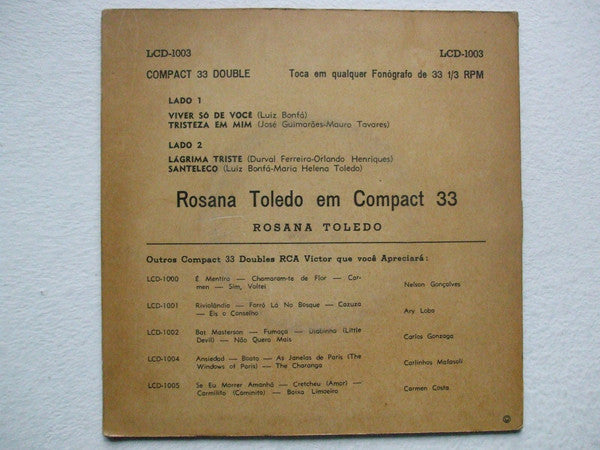 LCD-1003 LCD-1003
COMPACT 33 DOUBLE Toca em qualquer Fonógrafo de 33 1/3 RPM
LADO 1
VIVER SÓ DE VOCÊ (Luiz Bonfá)
TRISTEZA EM MIM (José Guimarães-Mauro Tavares)
LADO 2
LÁGRIMA TRISTE (Durval Ferreira-Orlando Henriques)
SANTELECO (Luiz Bonfá-Maria Helena Toledo)
Rosana Toledo em Compact 33
ROSANA TOLEDO
Outros Compact 33 Doubles RCA Victor que você Apreciará:
LCD-1000 É Mentira — Chamaram-te de Flor — Car-
men — Sim, Voltei Nelson Gonçalves
LCD-1001 Riviolândia — Forró Lá No Bosque — Cazuza
— Eis o Conselho Ary Lobo
LCD-1002 Bat Masterson — Fumaça — Diabinho (Little
Devil) — Não Quero Mais Carlos Gonzaga
LCD-1004 Ansiedad — Boato — As Janelas de Paris (The
Windows of Paris) — The Charanga Carlinhos Mafasoli
LCD-1005 Se Eu Morrer Amanhã — Cretcheu (Amor) —
Carmilito (Caminito) — Baixa Limoeiro Carmen Costa
©